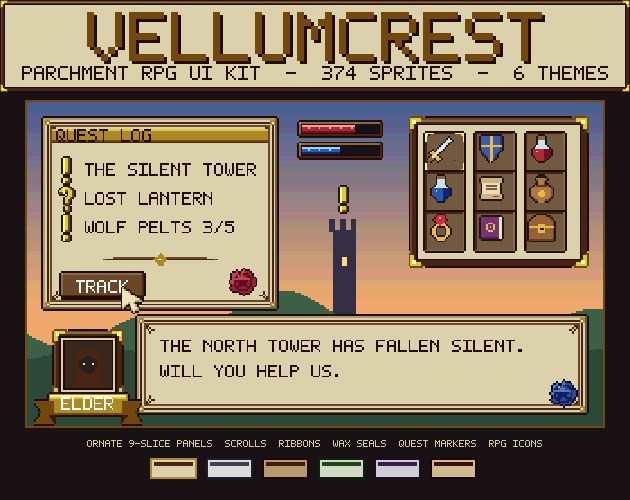 VELLUMCREST
PARCHMENT RPG UI KIT - 374 SPRITES - 6 THEMES
QUEST LOG
! THE SILENT TOWER
? LOST LANTERN
! WOLF PELTS 3/5
TRACK
!
THE NORTH TOWER HAS FALLEN SILENT.
WILL YOU HELP US.
ELDER
ORNATE 9-SLICE PANELS SCROLLS RIBBONS WAX SEALS QUEST MARKERS RPG ICONS